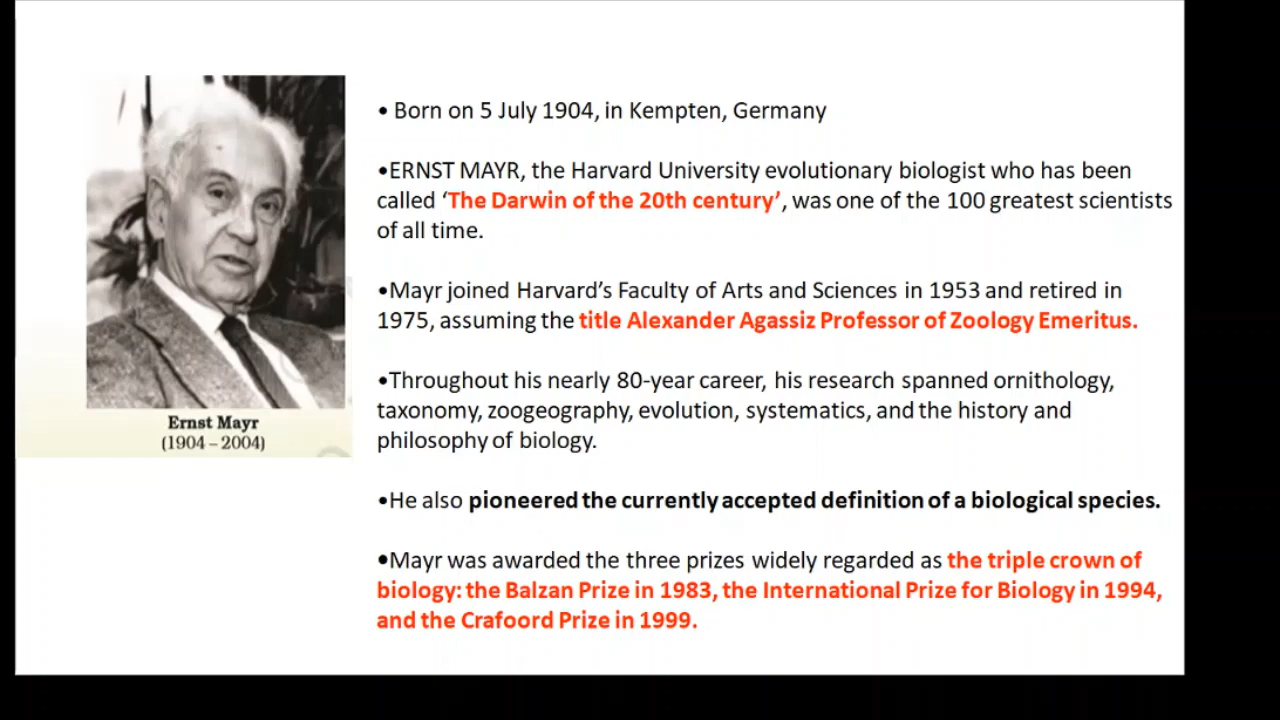 • Born on 5 July 1904, in Kempten, Germany
•ERNST MAYR, the Harvard University evolutionary biologist who has been
called ‘The Darwin of the 20th century’, was one of the 100 greatest scientists
of all time.
•Mayr joined Harvard’s Faculty of Arts and Sciences in 1953 and retired in
1975, assuming the title Alexander Agassiz Professor of Zoology Emeritus.
•Throughout his nearly 80-year career, his research spanned ornithology,
taxonomy, zoogeography, evolution, systematics, and the history and
philosophy of biology.
•He also pioneered the currently accepted definition of a biological species.
•Mayr was awarded the three prizes widely regarded as the triple crown of
biology: the Balzan Prize in 1983, the International Prize for Biology in 1994,
and the Crafoord Prize in 1999.
Ernst Mayr
(1904 – 2004)